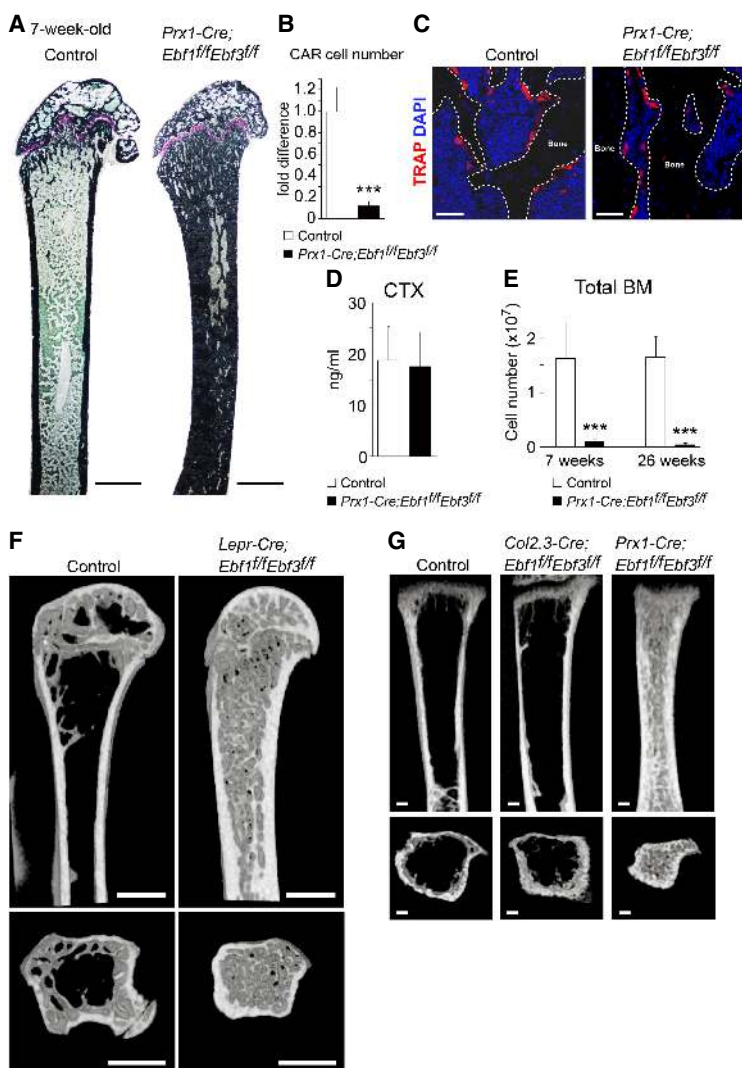 A
7-week-old
Control
Prx1-Cre;
Ebf1f/fEbf3f/f
B
CAR cell number
fold difference
1.2
1.0
0.8
0.6
0.4
0.2
0
***
Control
Prx1-Cre;Ebf1f/fEbf3f/f
C
Control
Prx1-Cre;
Ebf1f/fEbf3f/f
TRAP DAPI
Bone
Bone
Bone
D
CTX
ng/ml
30
20
10
0
Control
Prx1-Cre;Ebf1f/fEbf3f/f
E
Total BM
Cell number (x10⁷)
2
1
0
***
***
7 weeks
26 weeks
Control
Prx1-Cre;Ebf1f/fEbf3f/f
F
Control
Lepr-Cre;
Ebf1f/fEbf3f/f
G
Control
Col2.3-Cre;
Ebf1f/fEbf3f/f
Prx1-Cre;
Ebf1f/fEbf3f/f